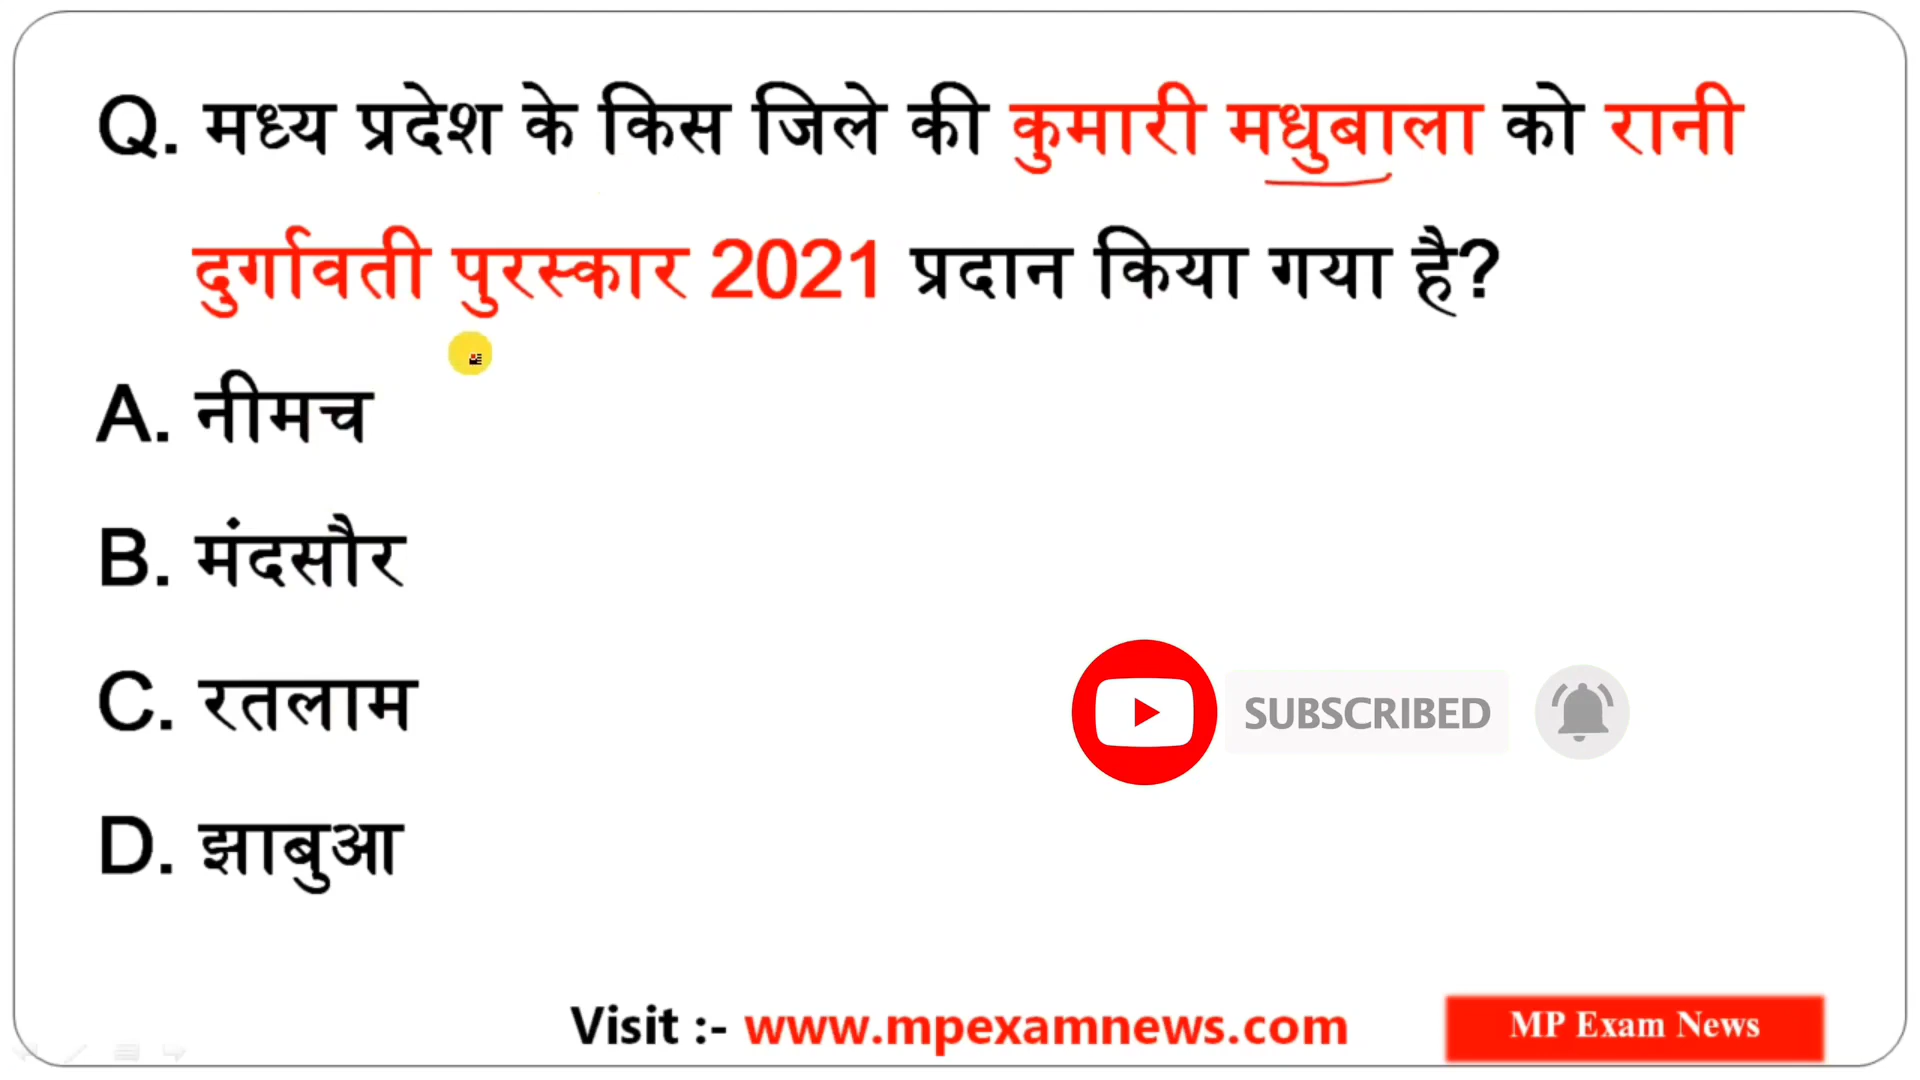 Q. मध्य प्रदेश के किस जिले की कुमारी मधुबाला को रानी
दुर्गावती पुरस्कार 2021 प्रदान किया गया है?
A. नीमच
B. मंदसौर
C. रतलाम
D. झाबुआ
SUBSCRIBED
Visit :- www.mpexamnews.com
MP Exam News